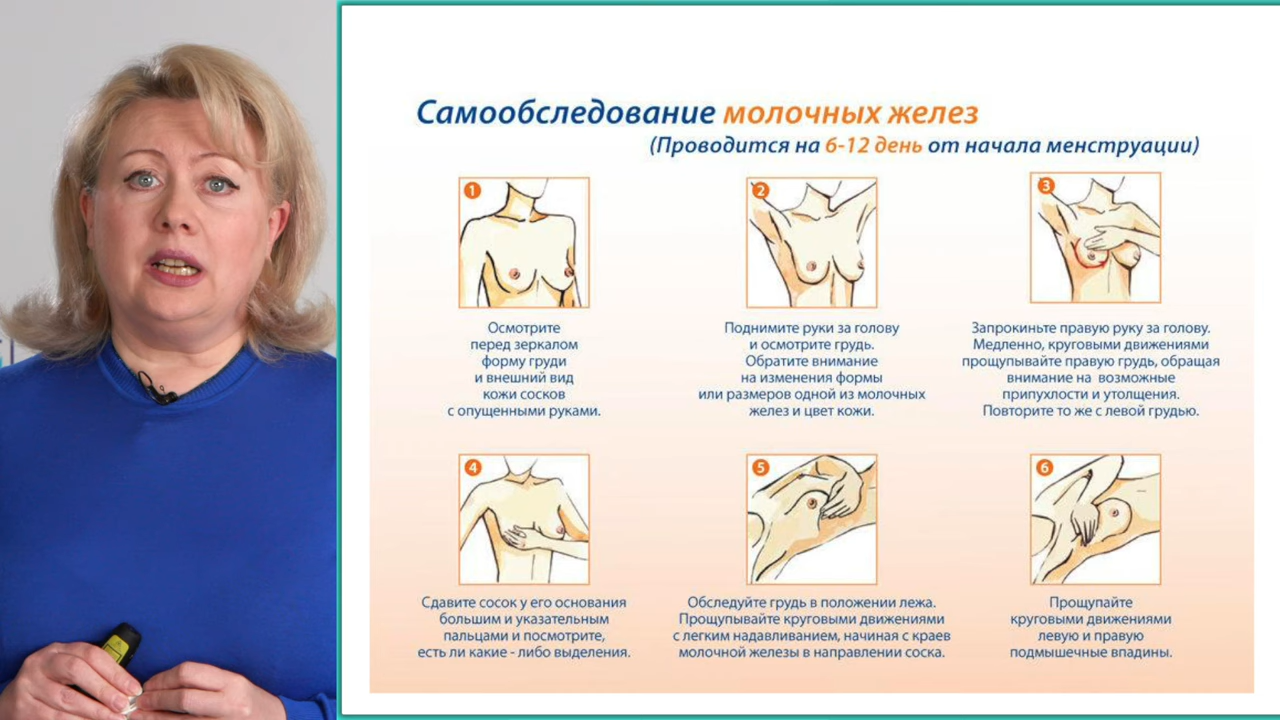 Самообследование молочных желез
(Проводится на 6-12 день от начала менструации)
1
Осмотрите
перед зеркалом
форму груди
и внешний вид
кожи сосков
с опущенными руками.
2
Поднимите руки за голову
и осмотрите грудь.
Обратите внимание
на изменения формы
или размеров одной из молочных
желез и цвет кожи.
3
Запрокиньте правую руку за голову.
Медленно, круговыми движениями
прощупывайте правую грудь, обращая
внимание на возможные
припухлости и утолщения.
Повторите то же с левой грудью.
4
Сдавите сосок у его основания
большим и указательным
пальцами и посмотрите,
есть ли какие - либо выделения.
5
Обследуйте грудь в положении лежа.
Прощупывайте круговыми движениями
с легким надавливанием, начиная с краев
молочной железы в направлении соска.
6
Прощупайте
круговыми движениями
левую и правую
подмышечные впадины.